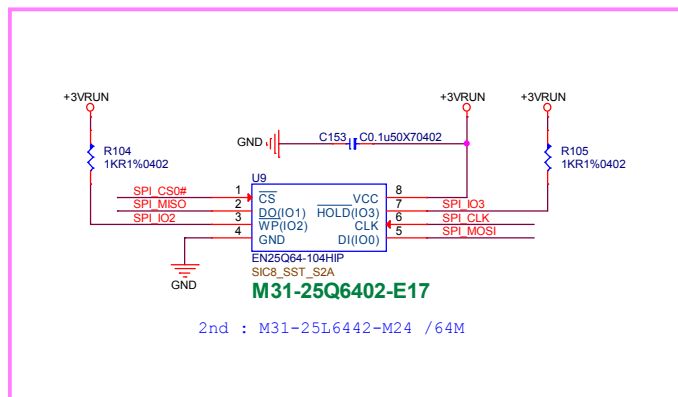 +3VRUN
+3VRUN
+3VRUN
GND
C153
C0.1u50X70402
R104
1KR1%0402
R105
1KR1%0402
U9
SPI_CS0#
1
CS
VCC
8
SPI_MISO
2
DO(IO1)
HOLD(IO3)
7
SPI_IO3
SPI_IO2
3
WP(IO2)
CLK
6
SPI_CLK
4
GND
DI(IO0)
5
SPI_MOSI
GND
EN25Q64-104HIP
SIC8_SST_S2A
M31-25Q6402-E17
2nd : M31-25L6442-M24 /64M